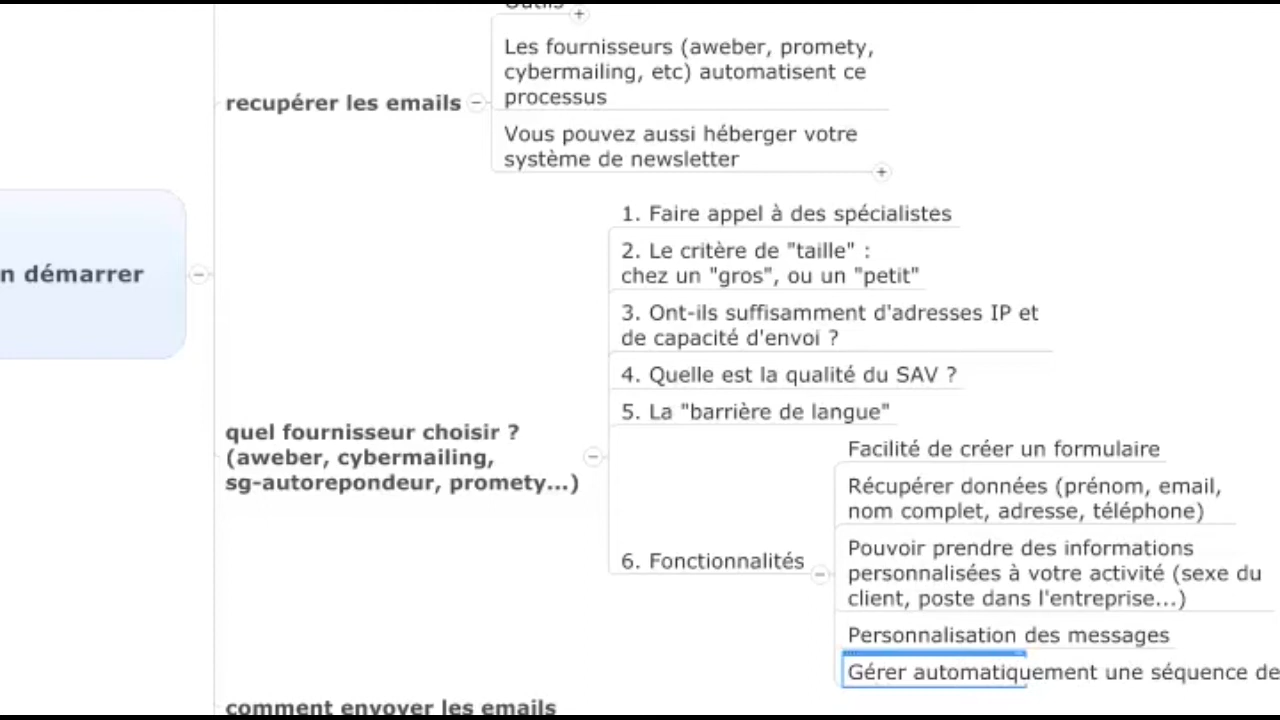 Outils
Les fournisseurs (aweber, promety,
cybermailing, etc) automatisent ce
processus
recupérer les emails
Vous pouvez aussi héberger votre
système de newsletter
1. Faire appel à des spécialistes
2. Le critère de "taille" :
chez un "gros", ou un "petit"
n démarrer
3. Ont-ils suffisamment d'adresses IP et
de capacité d'envoi ?
4. Quelle est la qualité du SAV ?
5. La "barrière de langue"
quel fournisseur choisir ?
(aweber, cybermailing,
sg-autorepondeur, promety...)
6. Fonctionnalités
Facilité de créer un formulaire
Récupérer données (prénom, email,
nom complet, adresse, téléphone)
Pouvoir prendre des informations
personnalisées à votre activité (sexe du
client, poste dans l'entreprise...)
Personnalisation des messages
Gérer automatiquement une séquence de
comment envoyer les emails